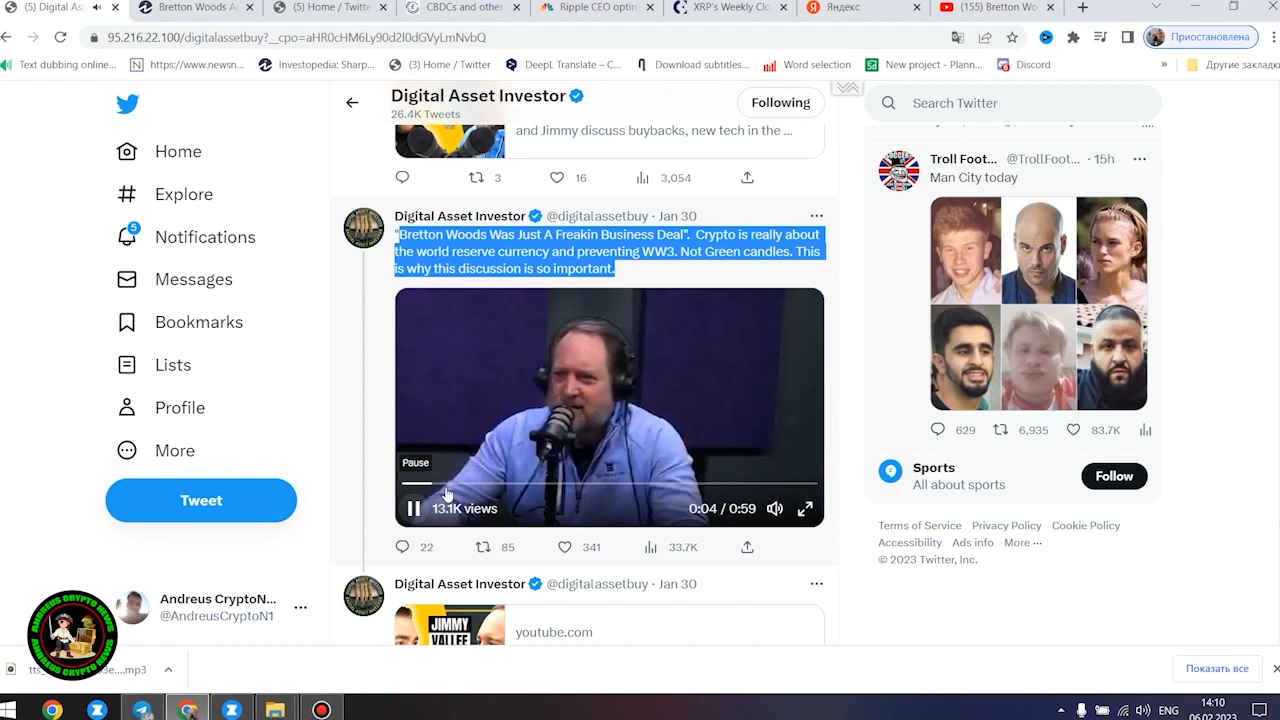 (5) Digital As
Bretton Woods A
(5) Home / Twitte
CBDCs and other
Ripple CEO optim
XRP's Weekly Clo
Яндекс
(155) Bretton Wo
95.216.22.100/digitalassetbuy?__cpo=aHR0cHM6Ly90d2l0dGVyLmNvbQ
Приостановлена
Text dubbing online...
https://www.newsn...
Investopedia: Sharp...
(3) Home / Twitter
DeepL Translate – C...
Download subtitles...
Word selection
New project - Plann...
Discord
»
Другие закладки
Home
Explore
5
Notifications
Messages
Bookmarks
Lists
Profile
More
Tweet
Andreus CryptoN...
@AndreusCryptoN1
ANDREUS CRYPTO NEWS
ANDREUS CRYPTO NEWS
Digital Asset Investor
26.4K Tweets
Following
and Jimmy discuss buybacks, new tech in the ...
3
16
3,054
Digital Asset Investor @digitalassetbuy · Jan 30
"Bretton Woods Was Just A Freakin Business Deal". Crypto is really about
the world reserve currency and preventing WW3. Not Green candles. This
is why this discussion is so important.
Pause
13.1K views
0:04 / 0:59
22
85
341
33.7K
Digital Asset Investor @digitalassetbuy · Jan 30
JIMMY
VALLEE
youtube.com
Search Twitter
Troll Foot... @TrollFoot... · 15h
Man City today
629
6,935
83.7K
Sports
All about sports
Follow
Terms of Service Privacy Policy Cookie Policy
Accessibility Ads info More ···
© 2023 Twitter, Inc.
Показать все
ENG
14:10
06.02.2023